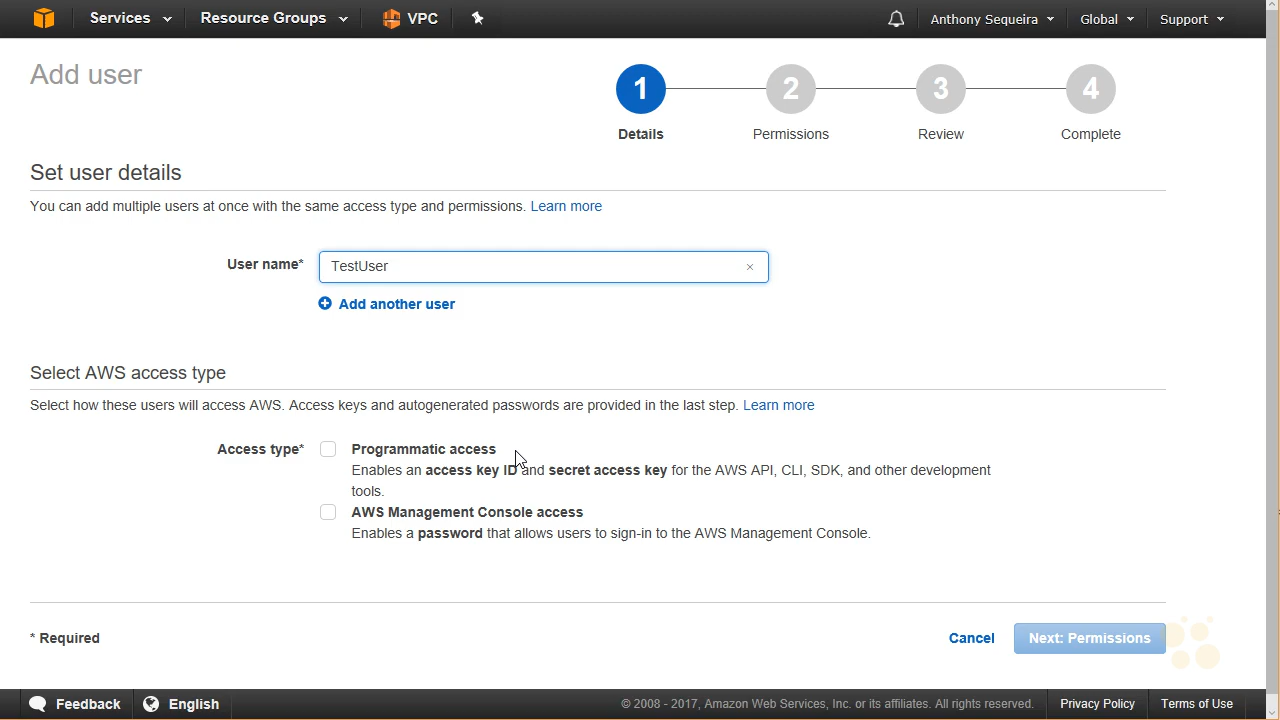 Services Resource Groups VPC Anthony Sequeira Global Support
Add user
1 2 3 4
Details Permissions Review Complete
Set user details
You can add multiple users at once with the same access type and permissions. Learn more
User name* TestUser ×
Add another user
Select AWS access type
Select how these users will access AWS. Access keys and autogenerated passwords are provided in the last step. Learn more
Access type* Programmatic access
Enables an access key ID and secret access key for the AWS API, CLI, SDK, and other development
tools.
AWS Management Console access
Enables a password that allows users to sign-in to the AWS Management Console.
* Required Cancel Next: Permissions
Feedback English © 2008 - 2017, Amazon Web Services, Inc. or its affiliates. All rights reserved. Privacy Policy Terms of Use